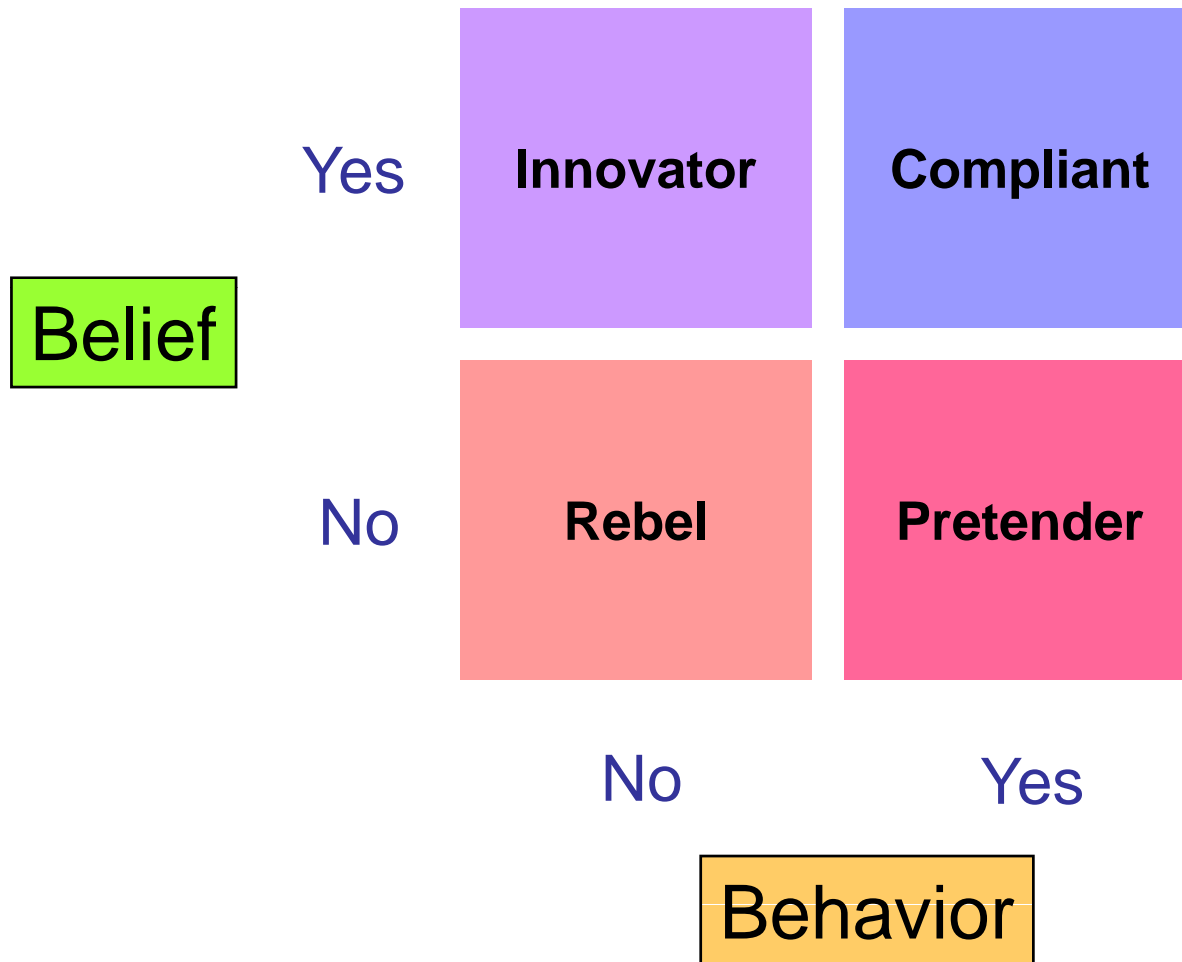 Yes
Innovator
Compliant
Belief
No
Rebel
Pretender
No
Yes
Behavior